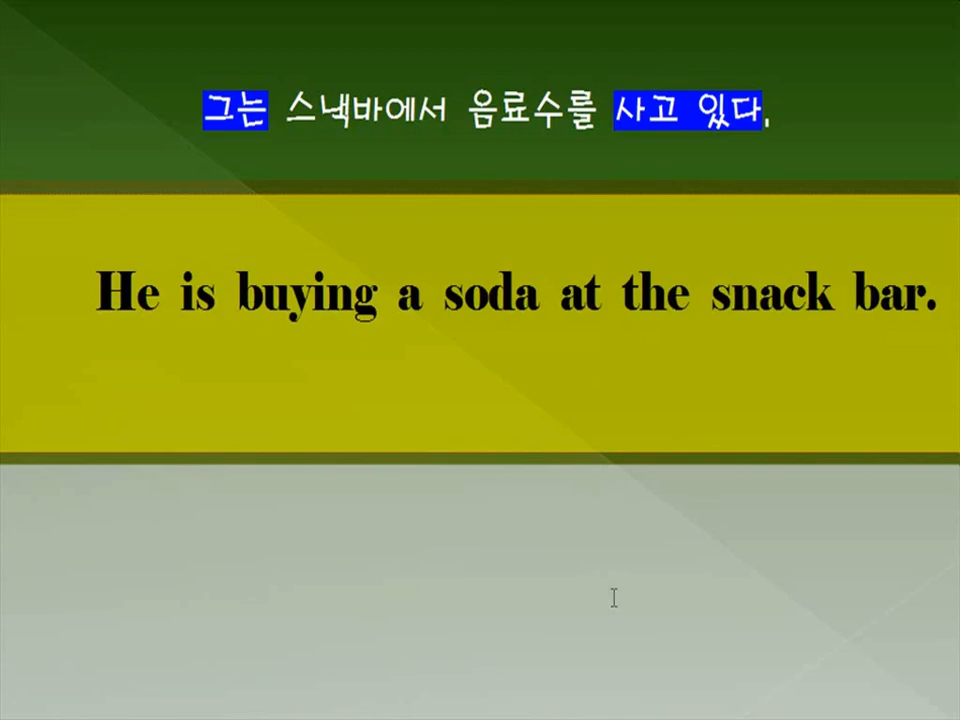 그는 스낵바에서 음료수를 사고 있다.
He is buying a soda at the snack bar.